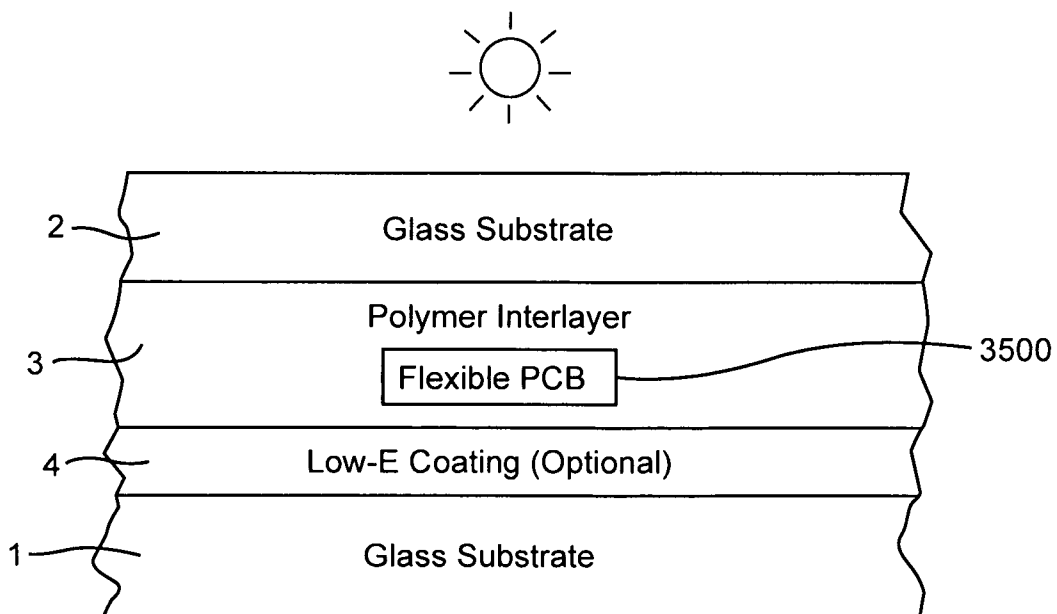 2
Glass Substrate
Polymer Interlayer
3
Flexible PCB
3500
4
Low-E Coating (Optional)
1
Glass Substrate